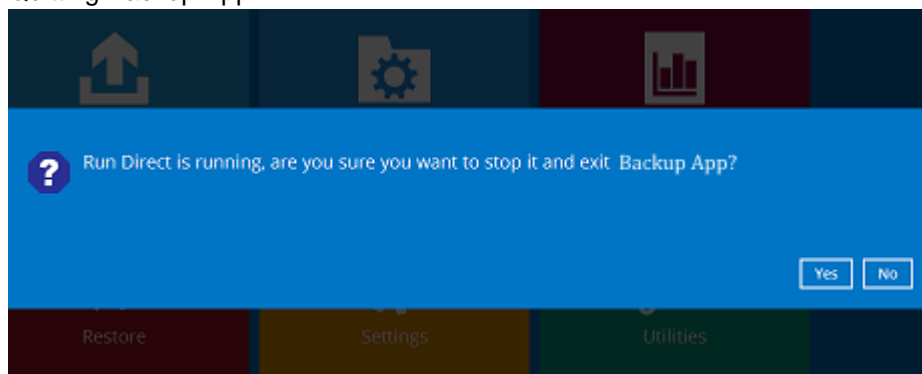 Run Direct is running, are you sure you want to stop it and exit Backup App?
Yes No
Restore Settings Utilities